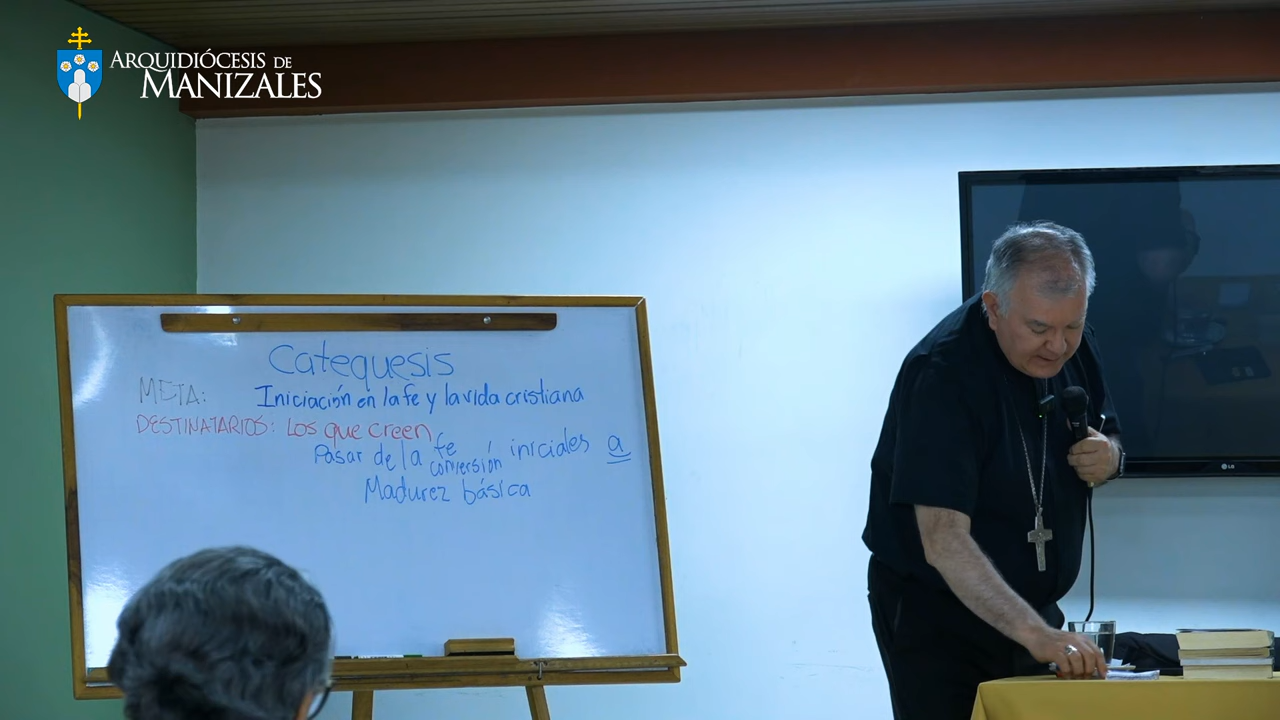 ARQUIDIÓCESIS DE
MANIZALES
Catequesis
META: Iniciación en la fe y la vida cristiana
DESTINATARIOS: Los que creen
Pasar de la fe, conversión iniciales a
Madurez básica
LG